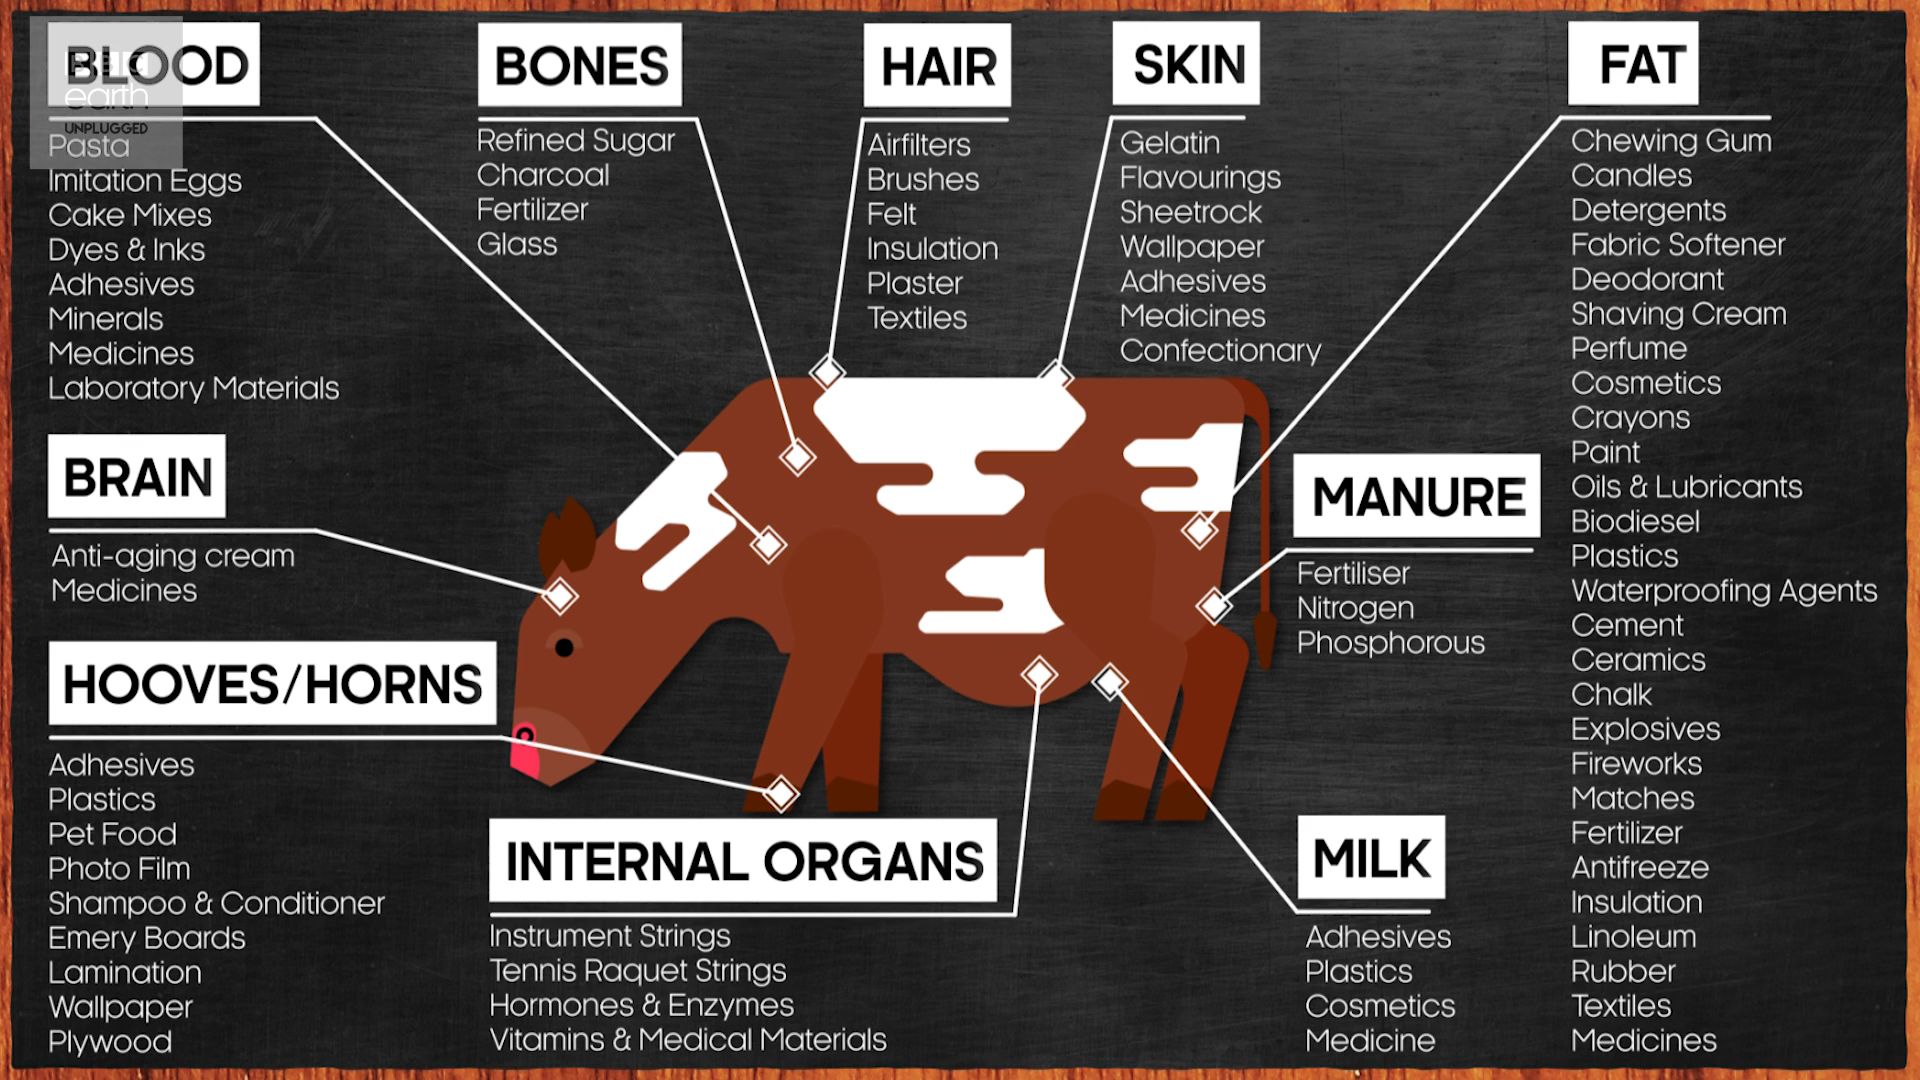 BLOOD
BBC
earth
UNPLUGGED
Pasta
Imitation Eggs
Cake Mixes
Dyes & Inks
Adhesives
Minerals
Medicines
Laboratory Materials
BONES
Refined Sugar
Charcoal
Fertilizer
Glass
HAIR
Airfilters
Brushes
Felt
Insulation
Plaster
Textiles
SKIN
Gelatin
Flavourings
Sheetrock
Wallpaper
Adhesives
Medicines
Confectionary
FAT
Chewing Gum
Candles
Detergents
Fabric Softener
Deodorant
Shaving Cream
Perfume
Cosmetics
Crayons
Paint
Oils & Lubricants
Biodiesel
Plastics
Waterproofing Agents
Cement
Ceramics
Chalk
Explosives
Fireworks
Matches
Fertilizer
Antifreeze
Insulation
Linoleum
Rubber
Textiles
Medicines
BRAIN
Anti-aging cream
Medicines
MANURE
Fertiliser
Nitrogen
Phosphorous
HOOVES/HORNS
Adhesives
Plastics
Pet Food
Photo Film
Shampoo & Conditioner
Emery Boards
Lamination
Wallpaper
Plywood
INTERNAL ORGANS
Instrument Strings
Tennis Raquet Strings
Hormones & Enzymes
Vitamins & Medical Materials
MILK
Adhesives
Plastics
Cosmetics
Medicine